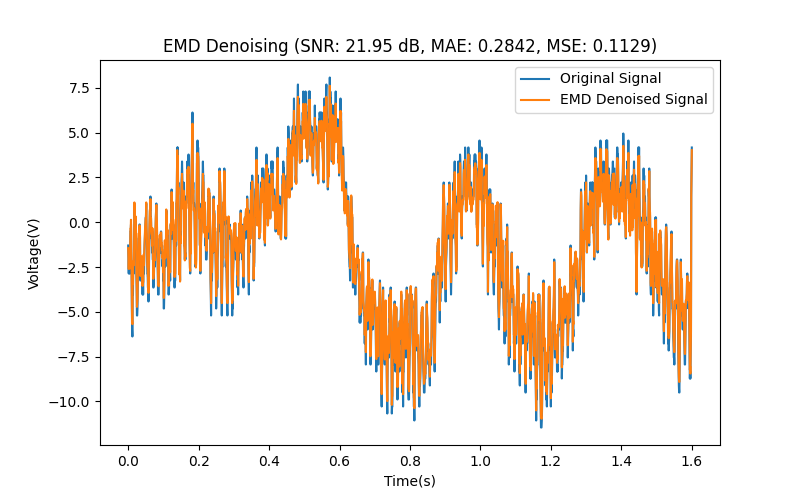 EMD Denoising (SNR: 21.95 dB, MAE: 0.2842, MSE: 0.1129)
Original Signal
EMD Denoised Signal
Voltage(V)
7.5
5.0
2.5
0.0
−2.5
−5.0
−7.5
−10.0
0.0 0.2 0.4 0.6 0.8 1.0 1.2 1.4 1.6
Time(s)